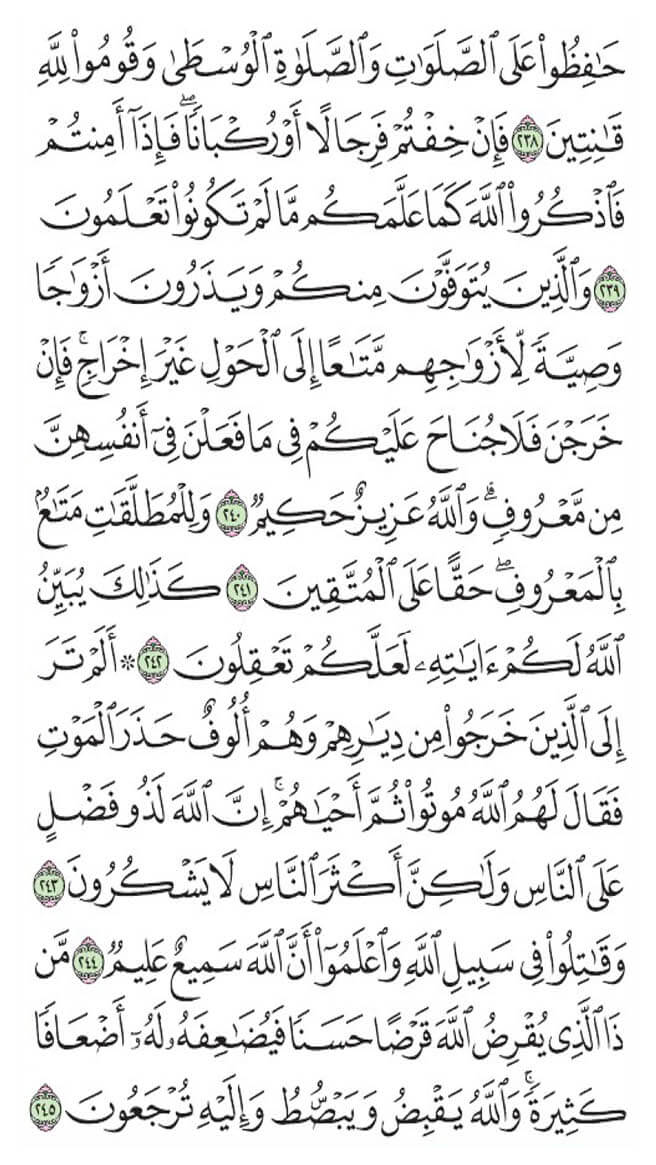 حَٰفِظُوا۟ عَلَى ٱلصَّلَوَٰتِ وَٱلصَّلَوٰةِ ٱلْوُسْطَىٰ وَقُومُوا۟ لِلَّهِ
قَٰنِتِينَ ٢٣٨ فَإِنْ خِفْتُمْ فَرِجَالًا أَوْ رُكْبَانًا ۖ فَإِذَآ أَمِنتُمْ
فَٱذْكُرُوا۟ ٱللَّهَ كَمَا عَلَّمَكُم مَّا لَمْ تَكُونُوا۟ تَعْلَمُونَ
٢٣٩ وَٱلَّذِينَ يُتَوَفَّوْنَ مِنكُمْ وَيَذَرُونَ أَزْوَٰجًا
وَصِيَّةً لِّأَزْوَٰجِهِم مَّتَٰعًا إِلَى ٱلْحَوْلِ غَيْرَ إِخْرَاجٍ ۚ فَإِنْ
خَرَجْنَ فَلَا جُنَاحَ عَلَيْكُمْ فِى مَا فَعَلْنَ فِىٓ أَنفُسِهِنَّ
مِن مَّعْرُوفٍ ۗ وَٱللَّهُ عَزِيزٌ حَكِيمٌ ٢٤٠ وَلِلْمُطَلَّقَٰتِ مَتَٰعٌۢ
بِٱلْمَعْرُوفِ ۖ حَقًّا عَلَى ٱلْمُتَّقِينَ ٢٤١ كَذَٰلِكَ يُبَيِّنُ
ٱللَّهُ لَكُمْ ءَايَٰتِهِۦ لَعَلَّكُمْ تَعْقِلُونَ ٢٤٢ * أَلَمْ تَرَ
إِلَى ٱلَّذِينَ خَرَجُوا۟ مِن دِيَٰرِهِمْ وَهُمْ أُلُوفٌ حَذَرَ ٱلْمَوْتِ
فَقَالَ لَهُمُ ٱللَّهُ مُوتُوا۟ ثُمَّ أَحْيَٰهُمْ ۚ إِنَّ ٱللَّهَ لَذُو فَضْلٍ
عَلَى ٱلنَّاسِ وَلَٰكِنَّ أَكْثَرَ ٱلنَّاسِ لَا يَشْكُرُونَ ٢٤٣
وَقَٰتِلُوا۟ فِى سَبِيلِ ٱللَّهِ وَٱعْلَمُوٓا۟ أَنَّ ٱللَّهَ سَمِيعٌ عَلِيمٌ ٢٤٤ مَّن
ذَا ٱلَّذِى يُقْرِضُ ٱللَّهَ قَرْضًا حَسَنًا فَيُضَٰعِفَهُۥ لَهُۥٓ أَضْعَافًا
كَثِيرَةً ۚ وَٱللَّهُ يَقْبِضُ وَيَبْصُۜطُ وَإِلَيْهِ تُرْجَعُونَ ٢٤٥